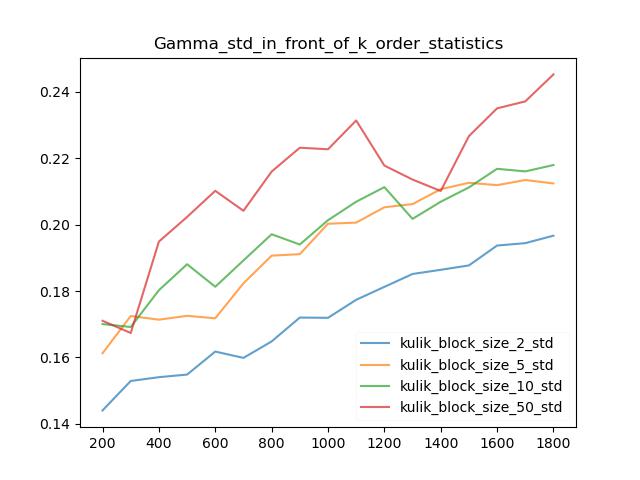 Gamma_std_in_front_of_k_order_statistics
0.24
0.22
0.20
0.18
0.16
0.14
kulik_block_size_2_std
kulik_block_size_5_std
kulik_block_size_10_std
kulik_block_size_50_std
200 400 600 800 1000 1200 1400 1600 1800